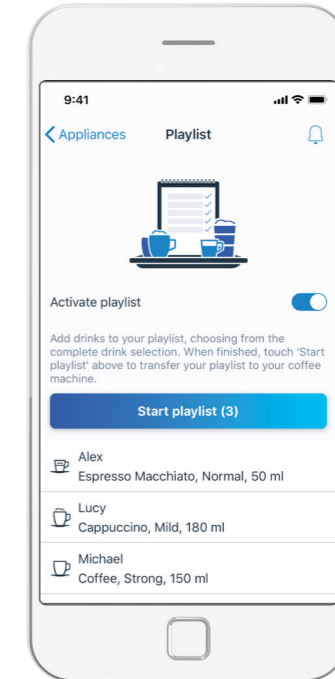 9:41
Appliances
Playlist
Activate playlist
Add drinks to your playlist, choosing from the
complete drink selection. When finished, touch 'Start
playlist' above to transfer your playlist to your coffee
machine.
Start playlist (3)
Alex
Espresso Macchiato, Normal, 50 ml
Lucy
Cappuccino, Mild, 180 ml
Michael
Coffee, Strong, 150 ml